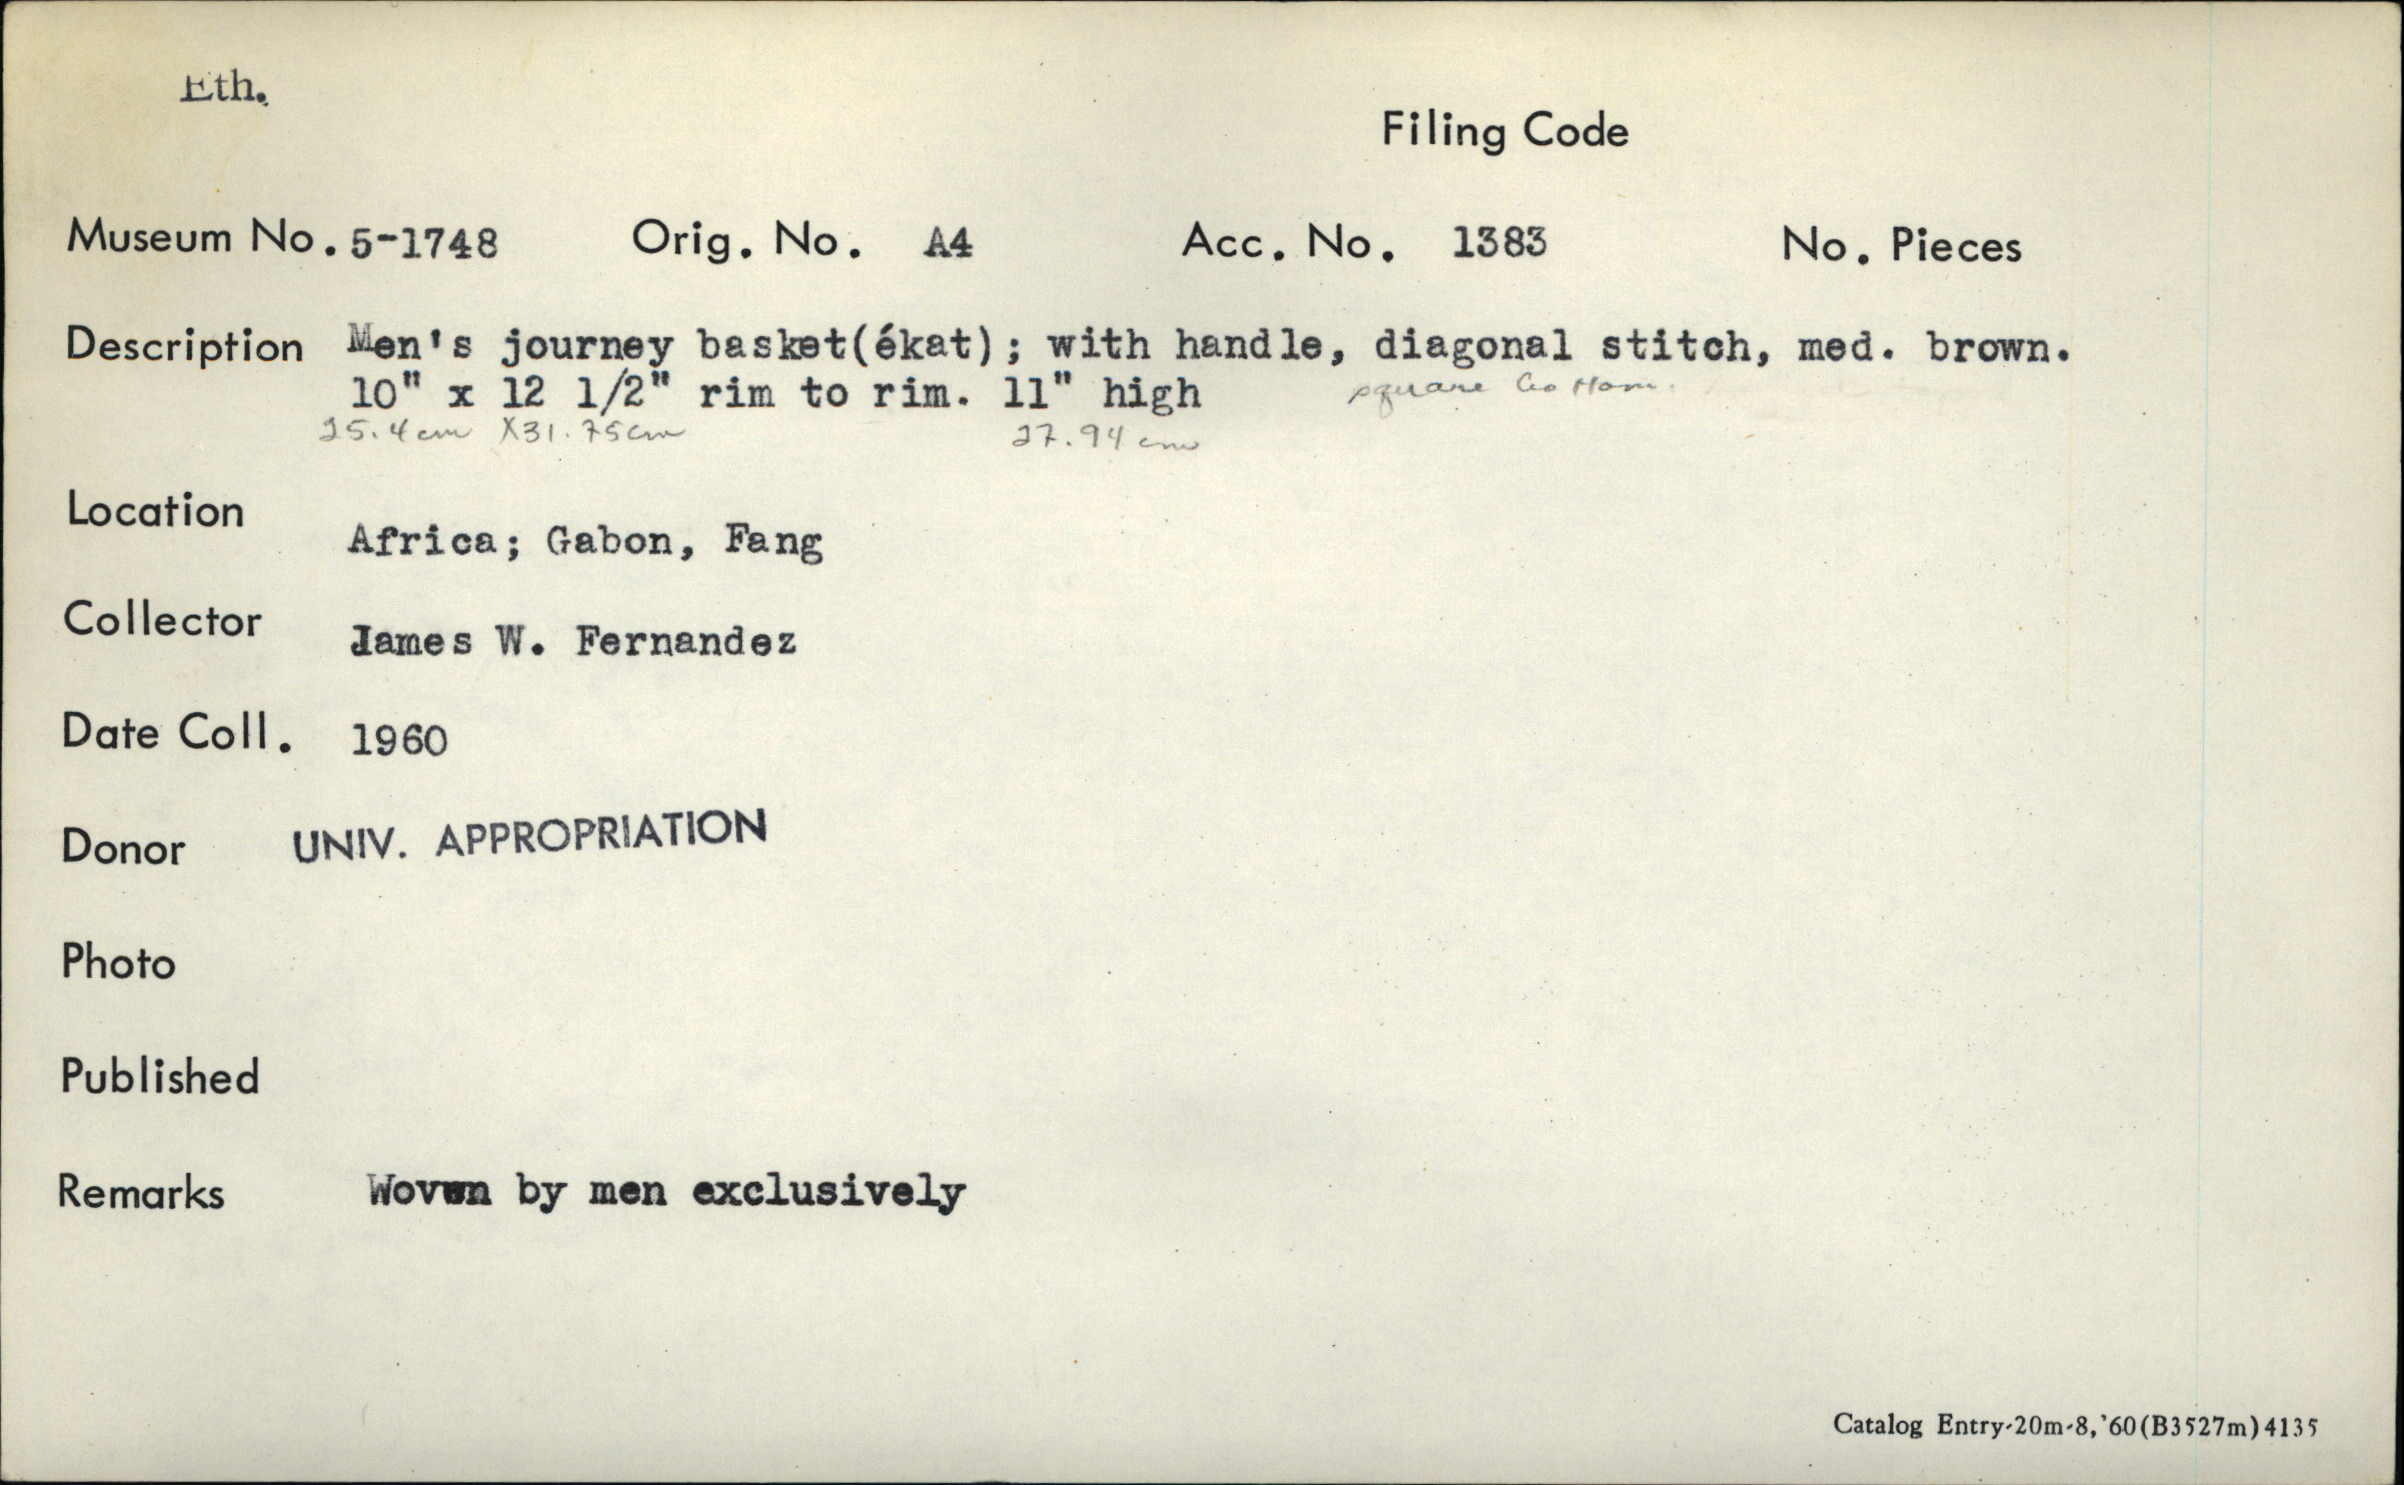 Eth.
Filing Code
Museum No. 5-1748 Orig. No. A4 Acc. No. 1383 No. Pieces
Description Men's journey basket(ékat); with handle, diagonal stitch, med. brown.
10" x 12 1/2" rim to rim. 11" high square bottom.
25.4 cm X31.75cm 27.94 cm
Location
Africa; Gabon, Fang
Collector
James W. Fernandez
Date Coll. 1960
Donor UNIV. APPROPRIATION
Photo
Published
Remarks Woven by men exclusively
Catalog Entry-20m-8,'60(B3527m)4135